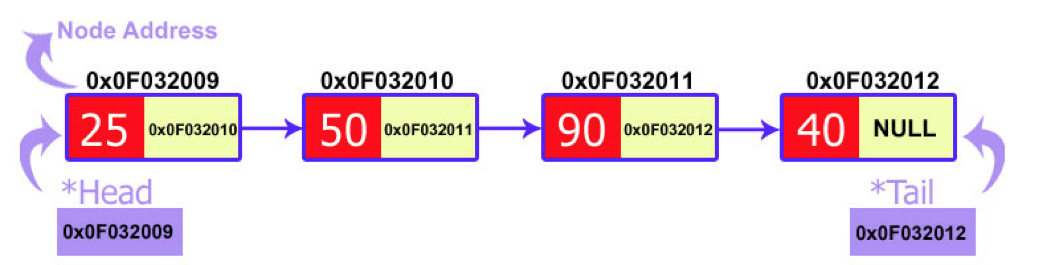 Node Address
0x0F032009 0x0F032010 0x0F032011 0x0F032012
25 0x0F032010 50 0x0F032011 90 0x0F032012 40 NULL
*Head *Tail
0x0F032009 0x0F032012